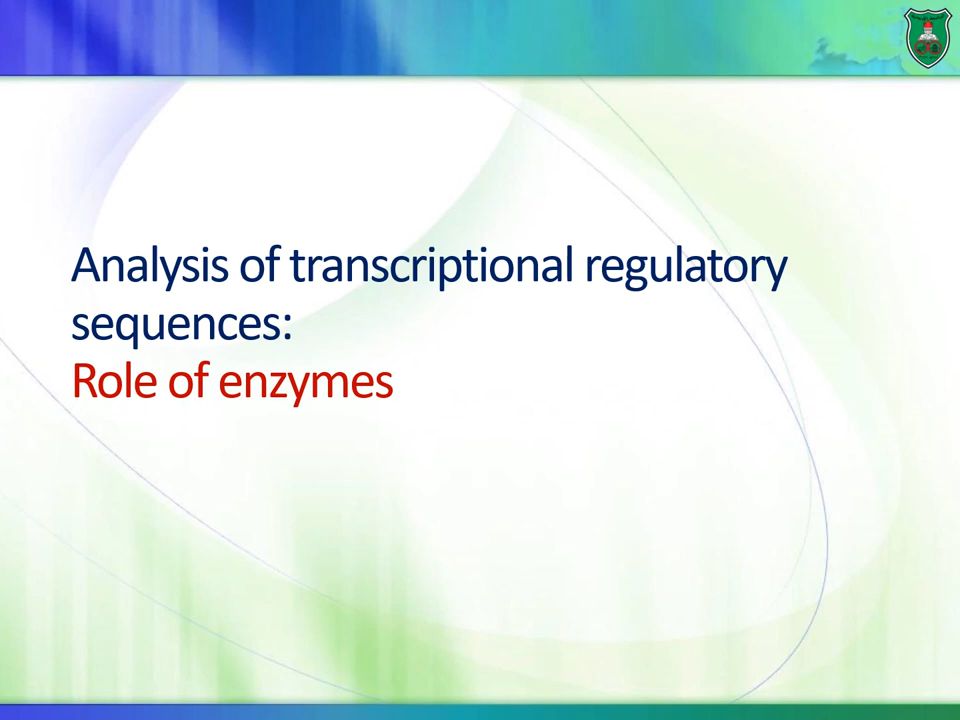 Analysis of transcriptional regulatory
sequences:
Role of enzymes